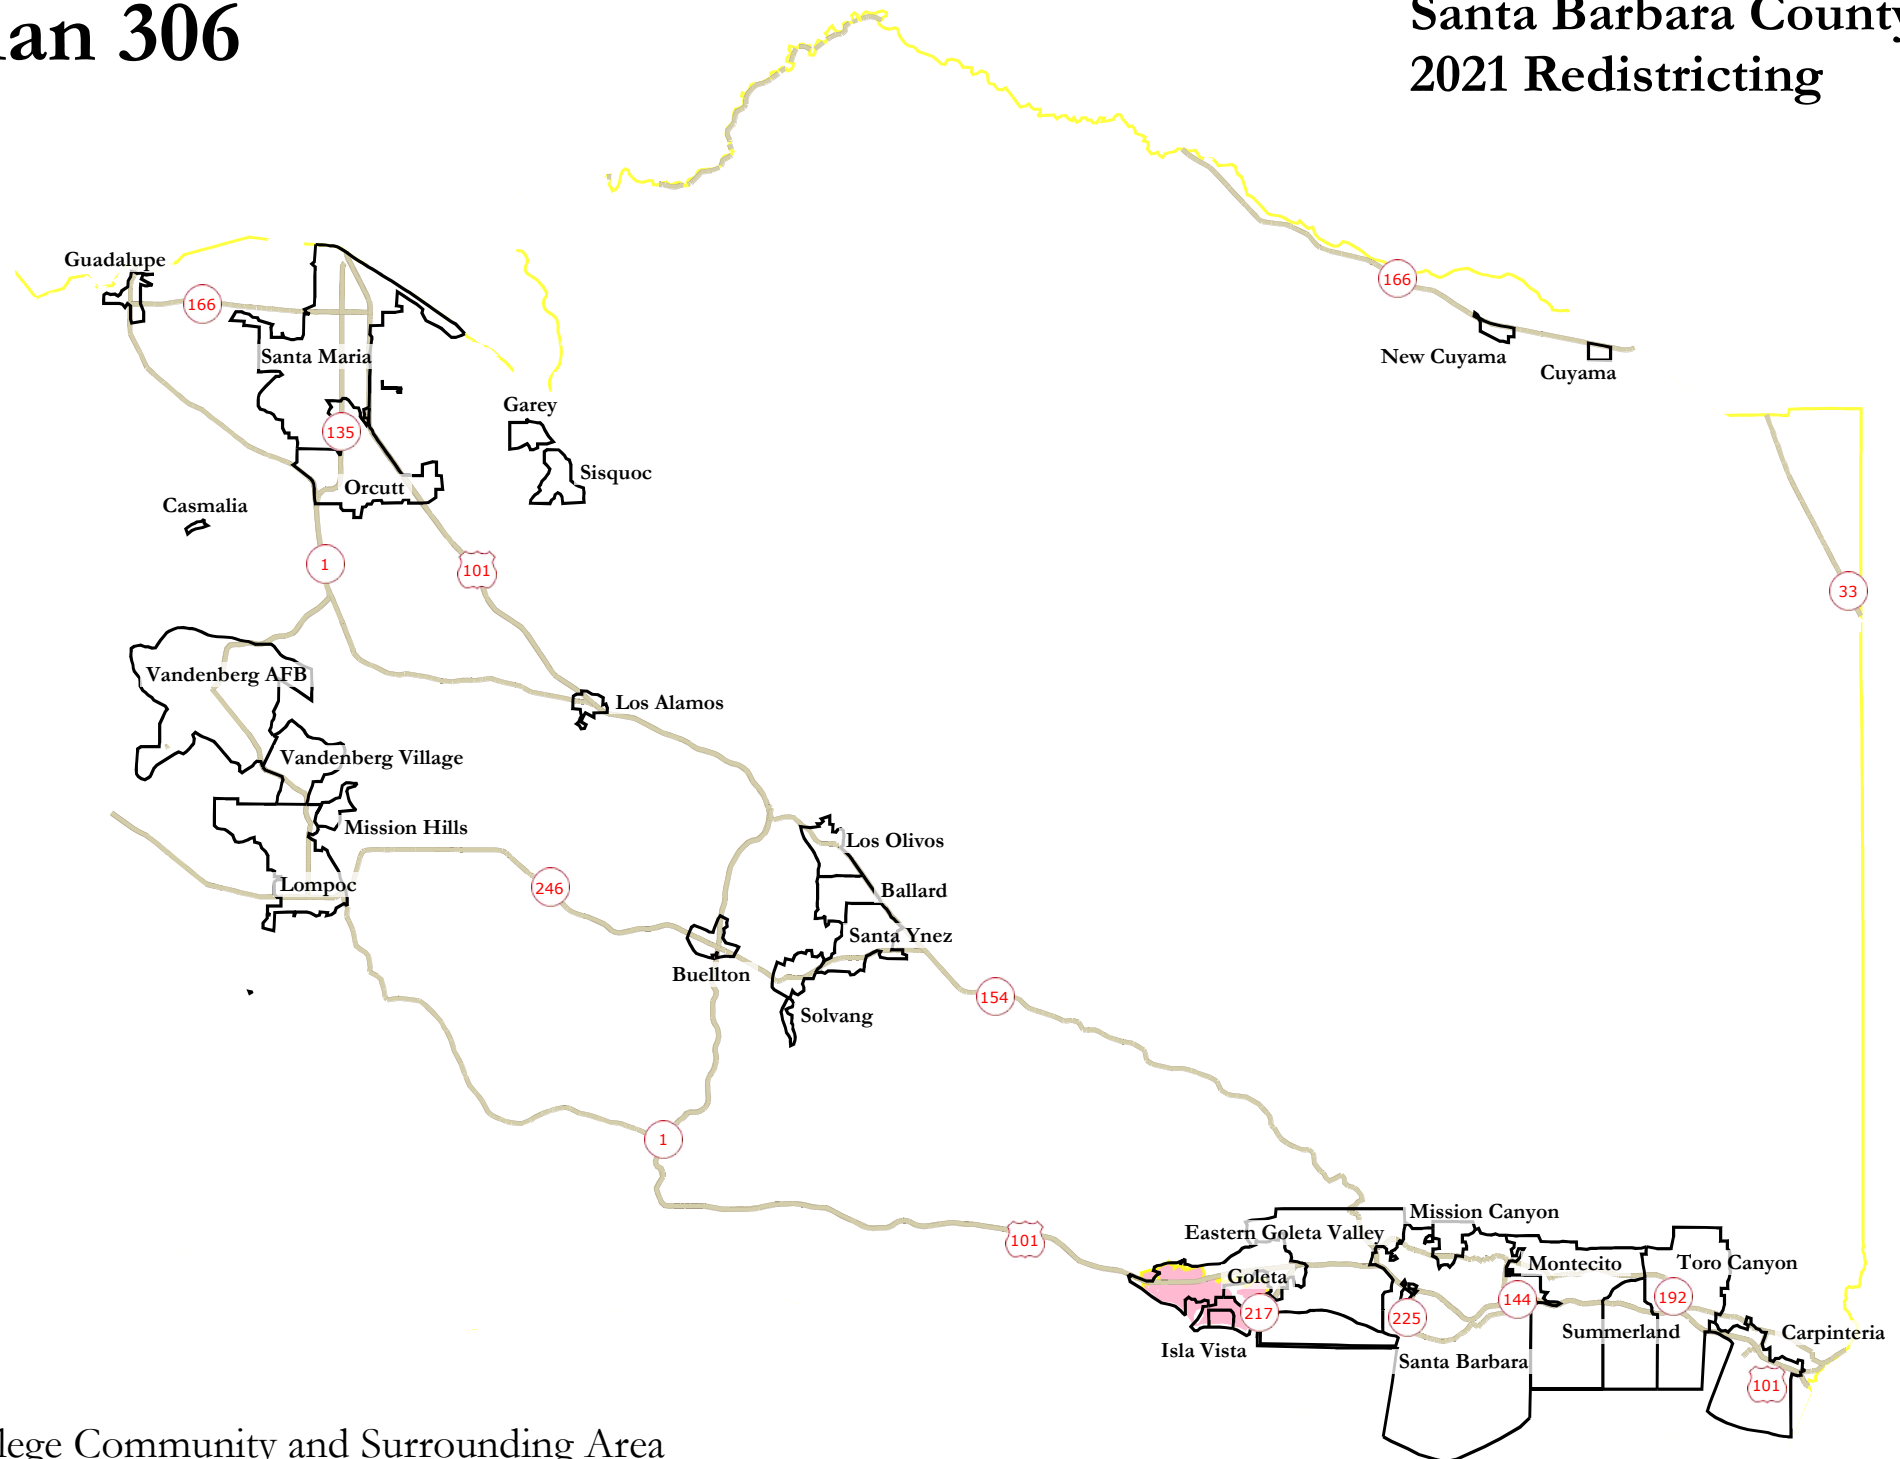 an 306
Santa Barbara County
2021 Redistricting
Guadalupe
166
166
Santa Maria
New Cuyama
Cuyama
Garey
135
Sisquoc
Orcutt
Casmalia
1
101
33
Vandenberg AFB
Los Alamos
Vandenberg Village
Mission Hills
Los Olivos
Lompoc
246
Ballard
Santa Ynez
Buellton
154
Solvang
1
101
Mission Canyon
Eastern Goleta Valley
Goleta
Montecito
Toro Canyon
217
225
144
192
Summerland
Carpinteria
Isla Vista
Santa Barbara
101
lege Community and Surrounding Area